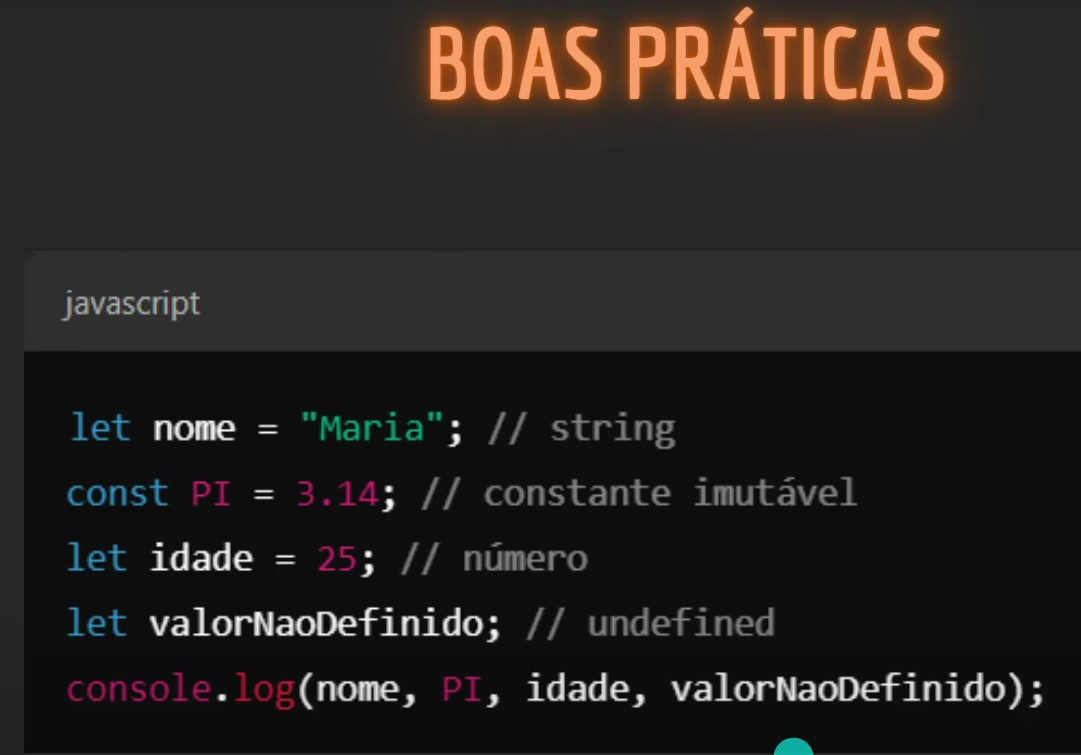 BOAS PRÁTICAS
javascript
let nome = "Maria"; // string
const PI = 3.14; // constante imutável
let idade = 25; // número
let valorNaoDefinido; // undefined
console.log(nome, PI, idade, valorNaoDefinido);